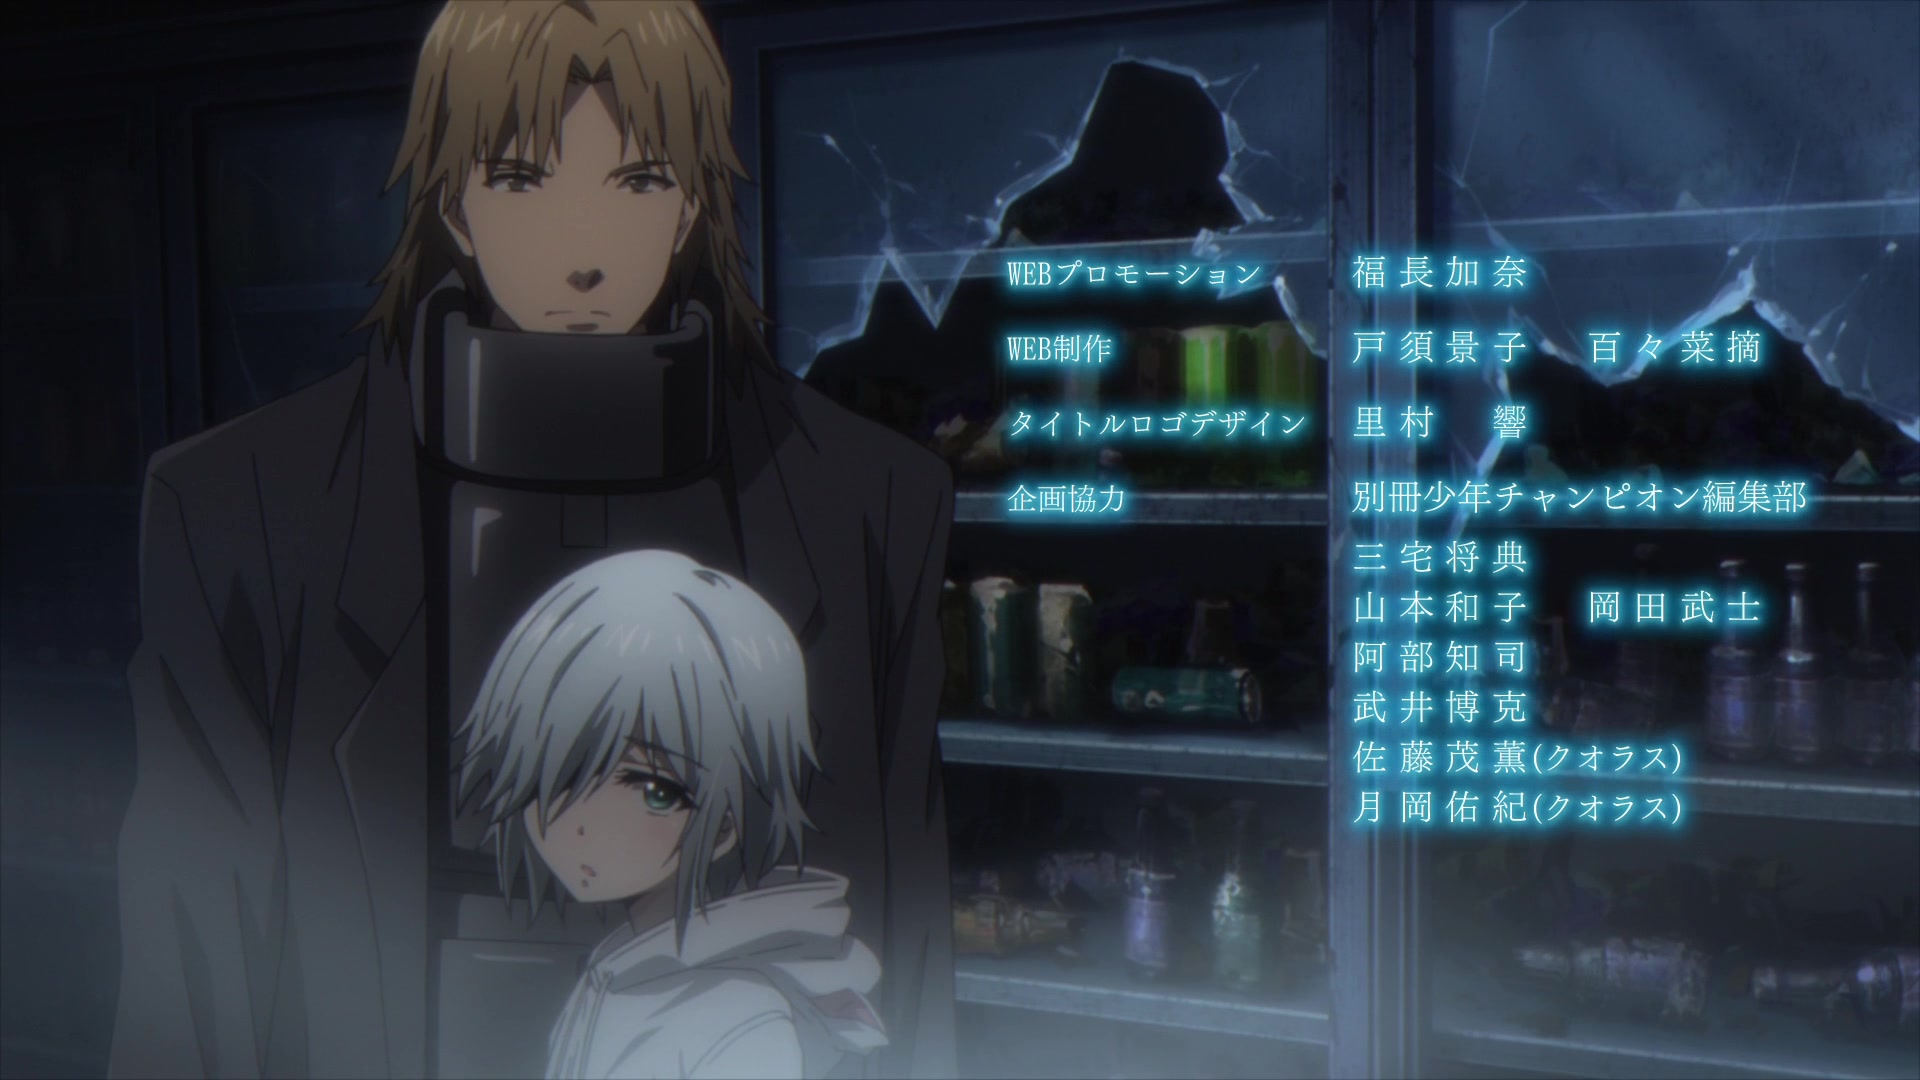 WEBプロモーション 福長加奈
WEB制作 戸須景子 百々菜摘
タイトルロゴデザイン 里村 響
企画協力 別冊少年チャンピオン編集部
三宅将典
山本和子 岡田武士
阿部知司
武井博克
佐藤茂薫(クオラス)
月岡佑紀(クオラス)